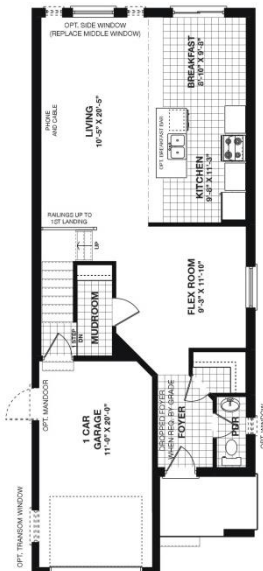 OPT. SIDE WINDOW
(REPLACE MIDDLE WINDOW)
BREAKFAST
8'-10" X 9'-8"
PHONE
AND CABLE
LIVING
10'-5" X 20'-5"
OPT. BREAKFAST BAR
KITCHEN
9'-8" X 11'-3"
RAILINGS UP TO
1ST LANDING
UP
FLEX ROOM
9'-3" X 11'-10"
MUDROOM
1 STEP
DN
OPT. MANDOOR
1 CAR
GARAGE
11'-0" X 20'-0"
DROPPED FOYER
WHEN REQ. BY GRADE
FOYER
PDR
OPT. WINDOW
OPT. TRANSOM WINDOW